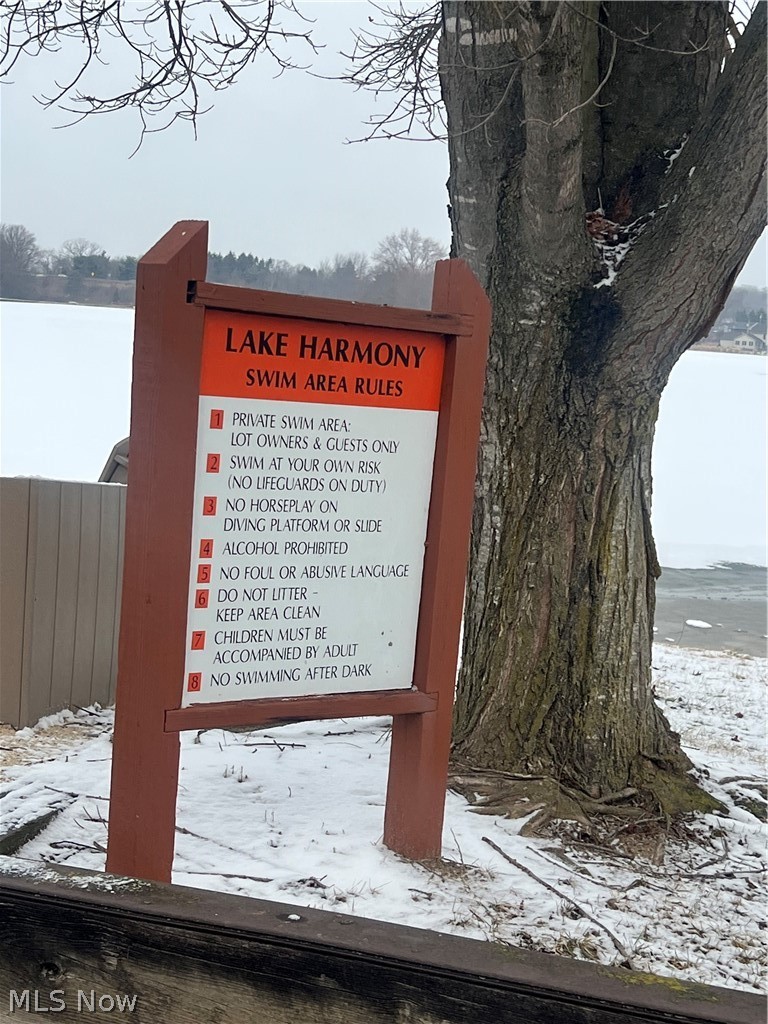 LAKE HARMONY
SWIM AREA RULES
1 PRIVATE SWIM AREA:
LOT OWNERS & GUESTS ONLY
2 SWIM AT YOUR OWN RISK
(NO LIFEGUARDS ON DUTY)
3 NO HORSEPLAY ON
DIVING PLATFORM OR SLIDE
4 ALCOHOL PROHIBITED
5 NO FOUL OR ABUSIVE LANGUAGE
6 DO NOT LITTER -
KEEP AREA CLEAN
7 CHILDREN MUST BE
ACCOMPANIED BY ADULT
8 NO SWIMMING AFTER DARK
MLS Now